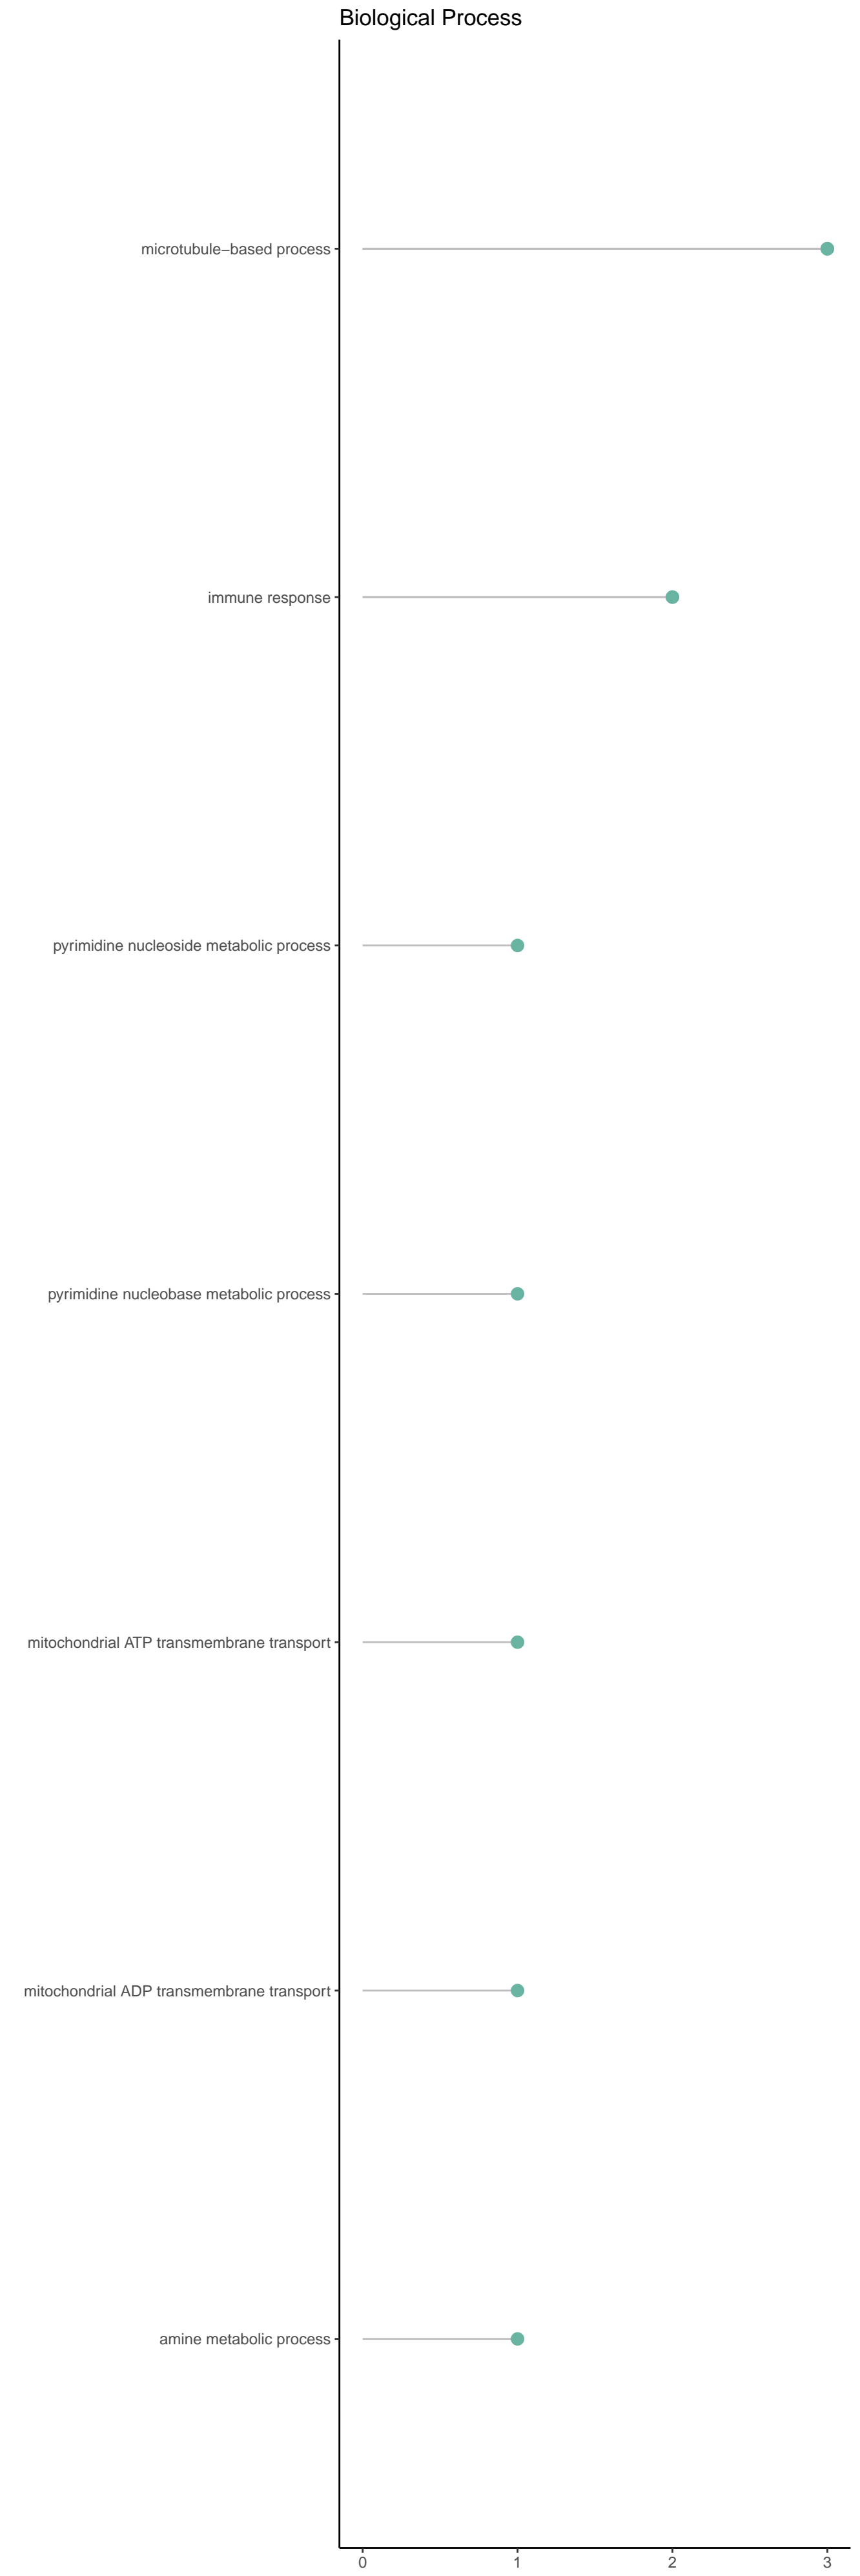 Biological Process
microtubule−based process
immune response
pyrimidine nucleoside metabolic process
pyrimidine nucleobase metabolic process
mitochondrial ATP transmembrane transport
mitochondrial ADP transmembrane transport
amine metabolic process
0 1 2 3